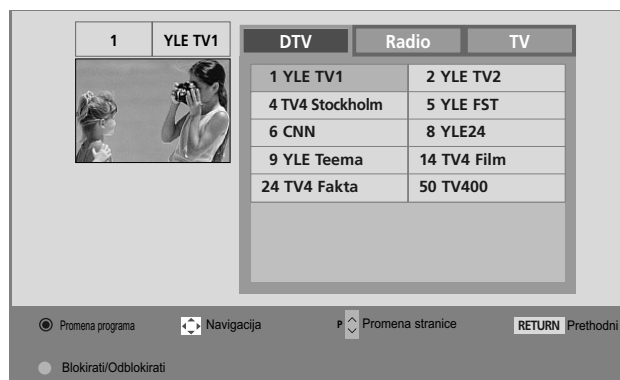 1 YLE TV1
DTV Radio TV
1 YLE TV1 2 YLE TV2
4 TV4 Stockholm 5 YLE FST
6 CNN 8 YLE24
9 YLE Teema 14 TV4 Film
24 TV4 Fakta 50 TV400
Promena programa Navigacija P Promena stranice RETURN Prethodni
Blokirati/Odblokirati